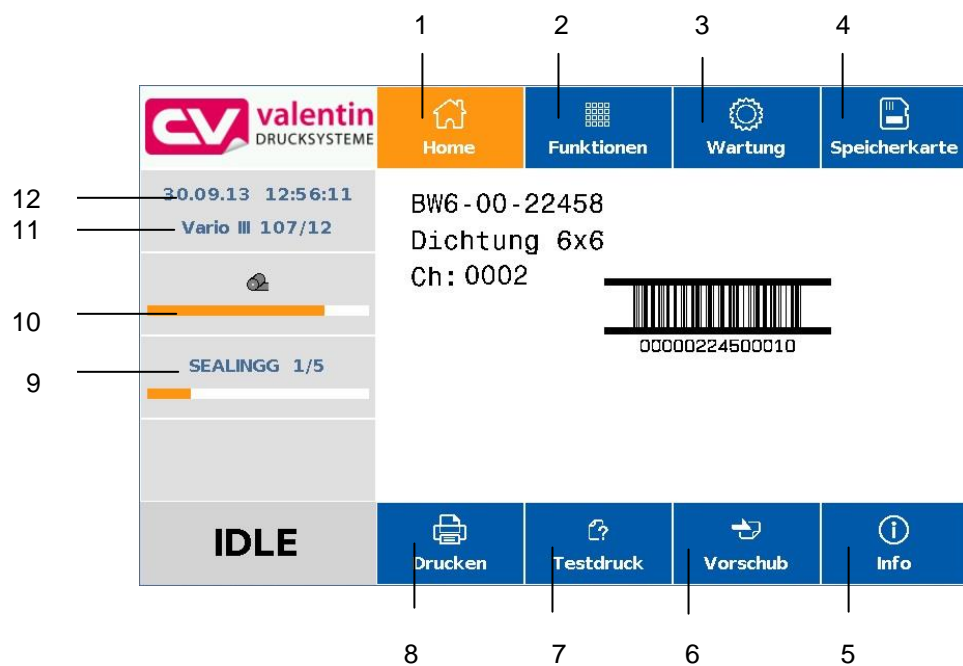 1 2 3 4
valentin
DRUCKSYSTEME
Home Funktionen Wartung Speicherkarte
12 30.09.13 12:56:11
11 Vario III 107/12
10
9 SEALINGG 1/5
BW6-00-22458
Dichtung 6x6
Ch: 0002
00000224500010
IDLE
Drucken Testdruck Vorschub Info
8 7 6 5